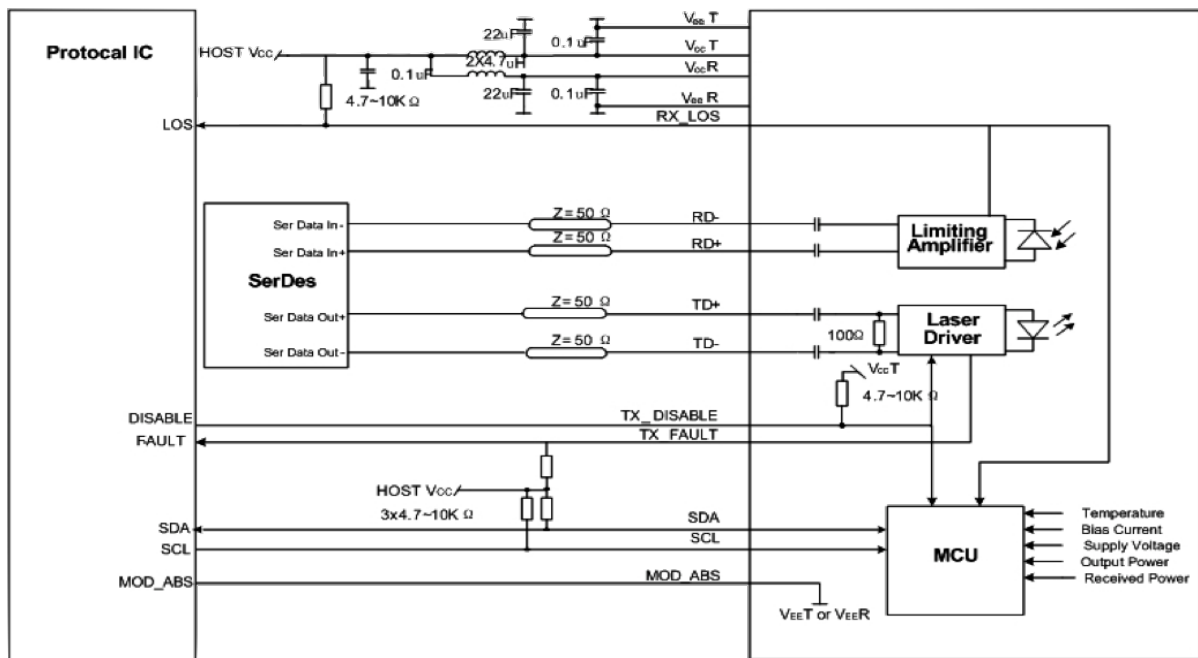 Protocal IC
HOST Vcc
22uF
0.1uF
VeeT
VccT
2X4.7uH
VccR
0.1uF
4.7~10KΩ
22uF
0.1uF
VeeR
LOS
RX_LOS
Z=50 Ω
RD-
Ser Data In-
Z=50 Ω
RD+
Ser Data In+
Limiting
Amplifier
SerDes
Z=50 Ω
TD+
Ser Data Out+
Laser
Driver
100Ω
Z=50 Ω
TD-
Ser Data Out-
VccT
4.7~10K Ω
DISABLE
TX_DISABLE
FAULT
TX_FAULT
HOST Vcc
3x4.7~10K Ω
SDA
SDA
SCL
SCL
MCU
Temperature
Bias Current
Supply Voltage
Output Power
Received Power
MOD_ABS
MOD_ABS
VEET or VEER